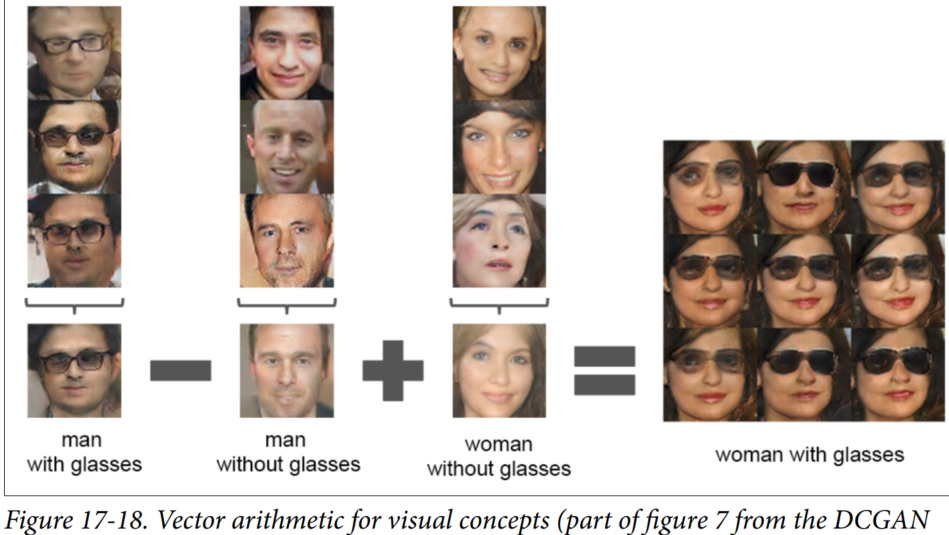 man
with glasses
man
without glasses
woman
without glasses
woman with glasses
Figure 17-18. Vector arithmetic for visual concepts (part of figure 7 from the DCGAN